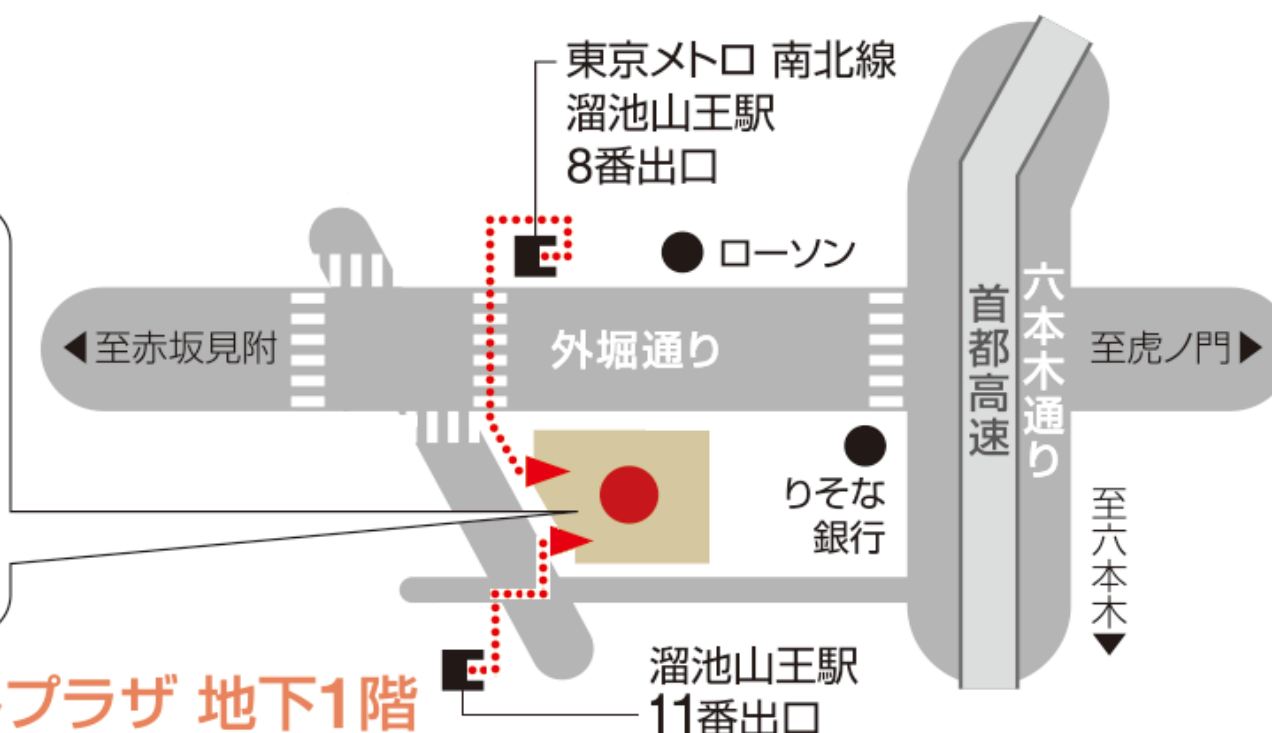 東京メトロ 南北線
溜池山王駅
8番出口
ローソン
◀至赤坂見附
外堀通り
首都高速
六本木通り
至虎ノ門▶
りそな
銀行
至六本木▼
プラザ 地下1階
溜池山王駅
11番出口